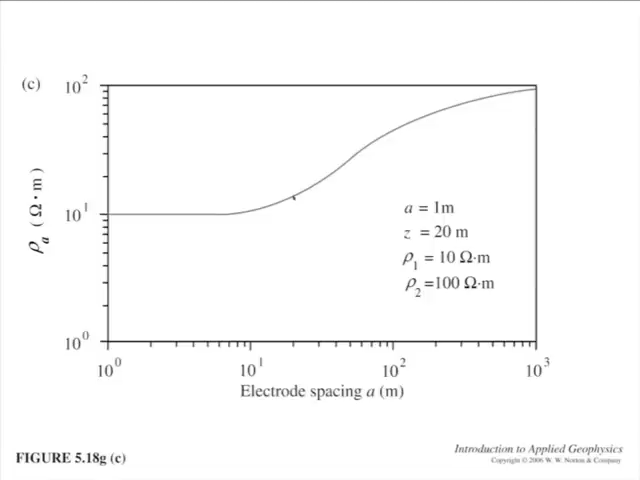 (c)
10²
10¹
10⁰
ρₐ (Ω•m)
a = 1m
z = 20 m
ρ₁ = 10 Ω·m
ρ₂ =100 Ω·m
10⁰ 10¹ 10² 10³
Electrode spacing a (m)
FIGURE 5.18g (c)
Introduction to Applied Geophysics
Copyright © 2006 W. W. Norton & Company